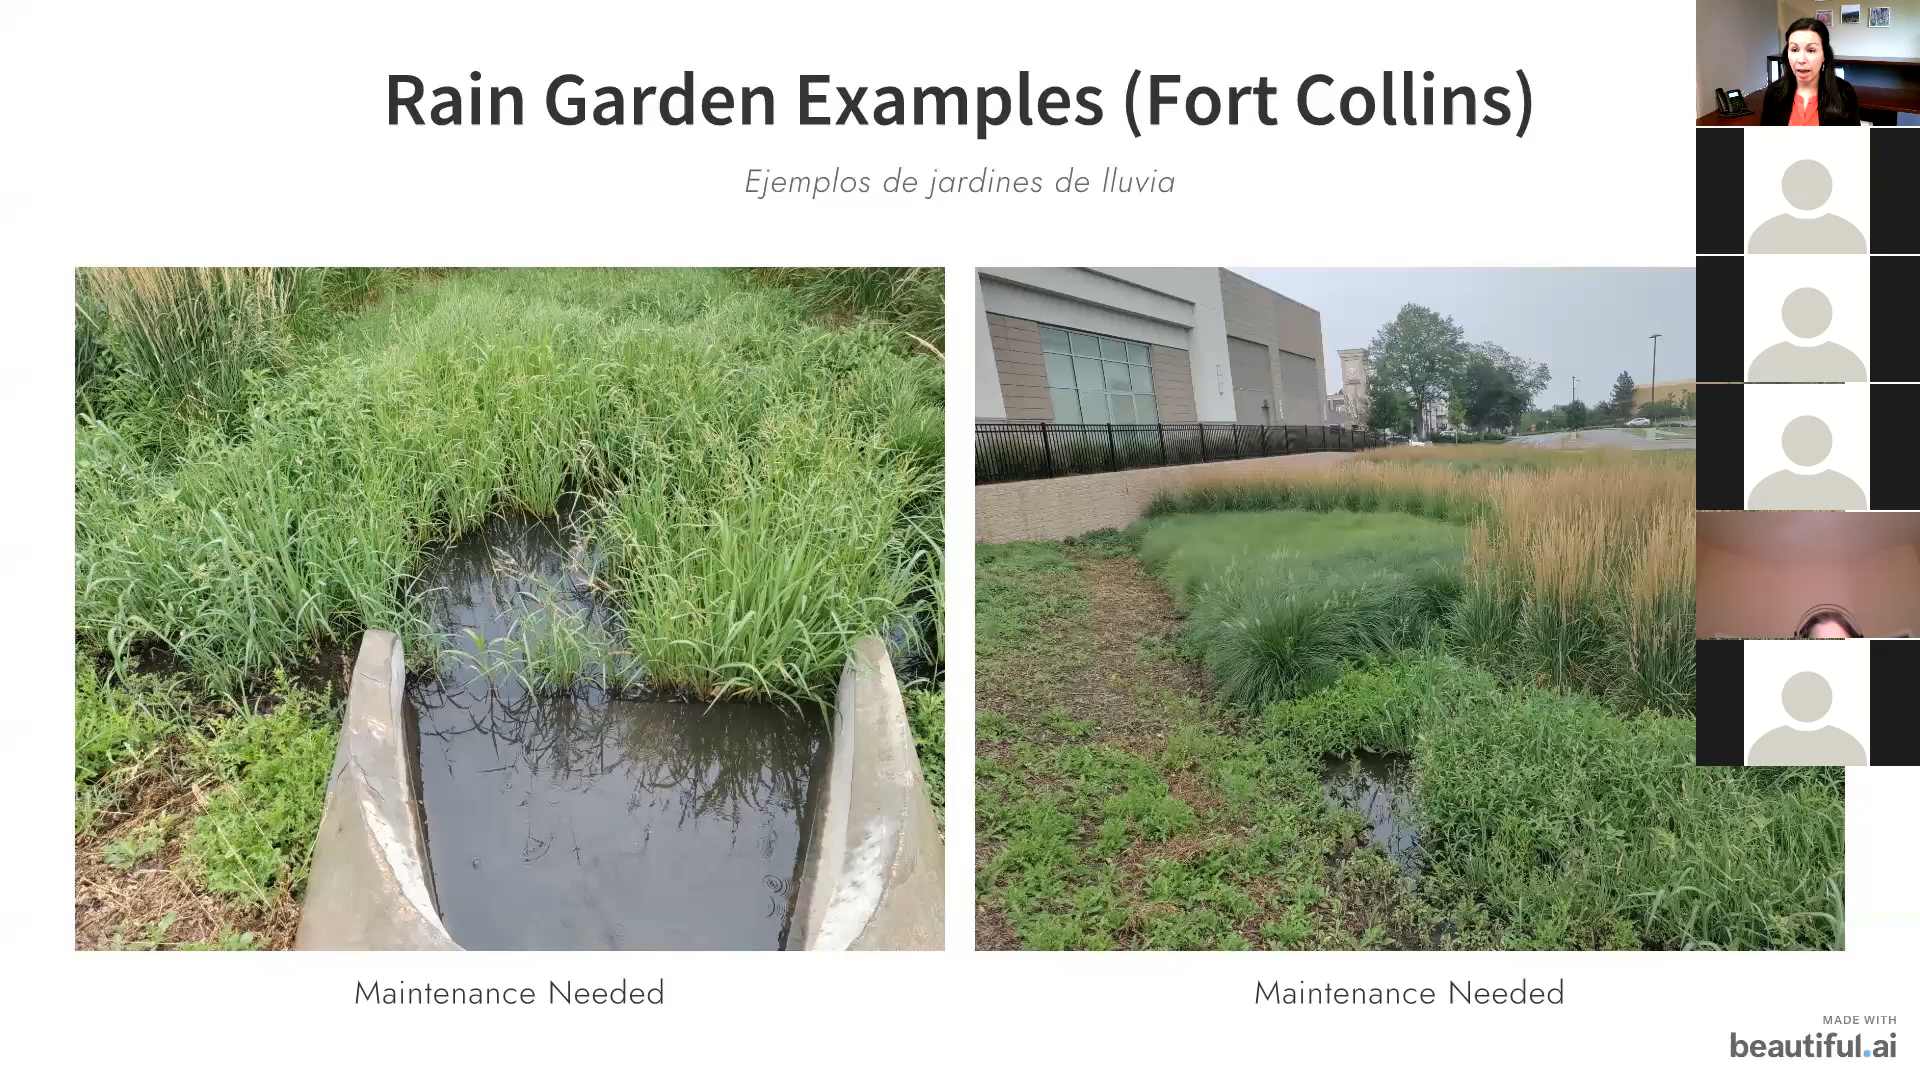 Rain Garden Examples (Fort Collins)
Ejemplos de jardines de lluvia
Maintenance Needed
Maintenance Needed
MADE WITH
beautiful.ai